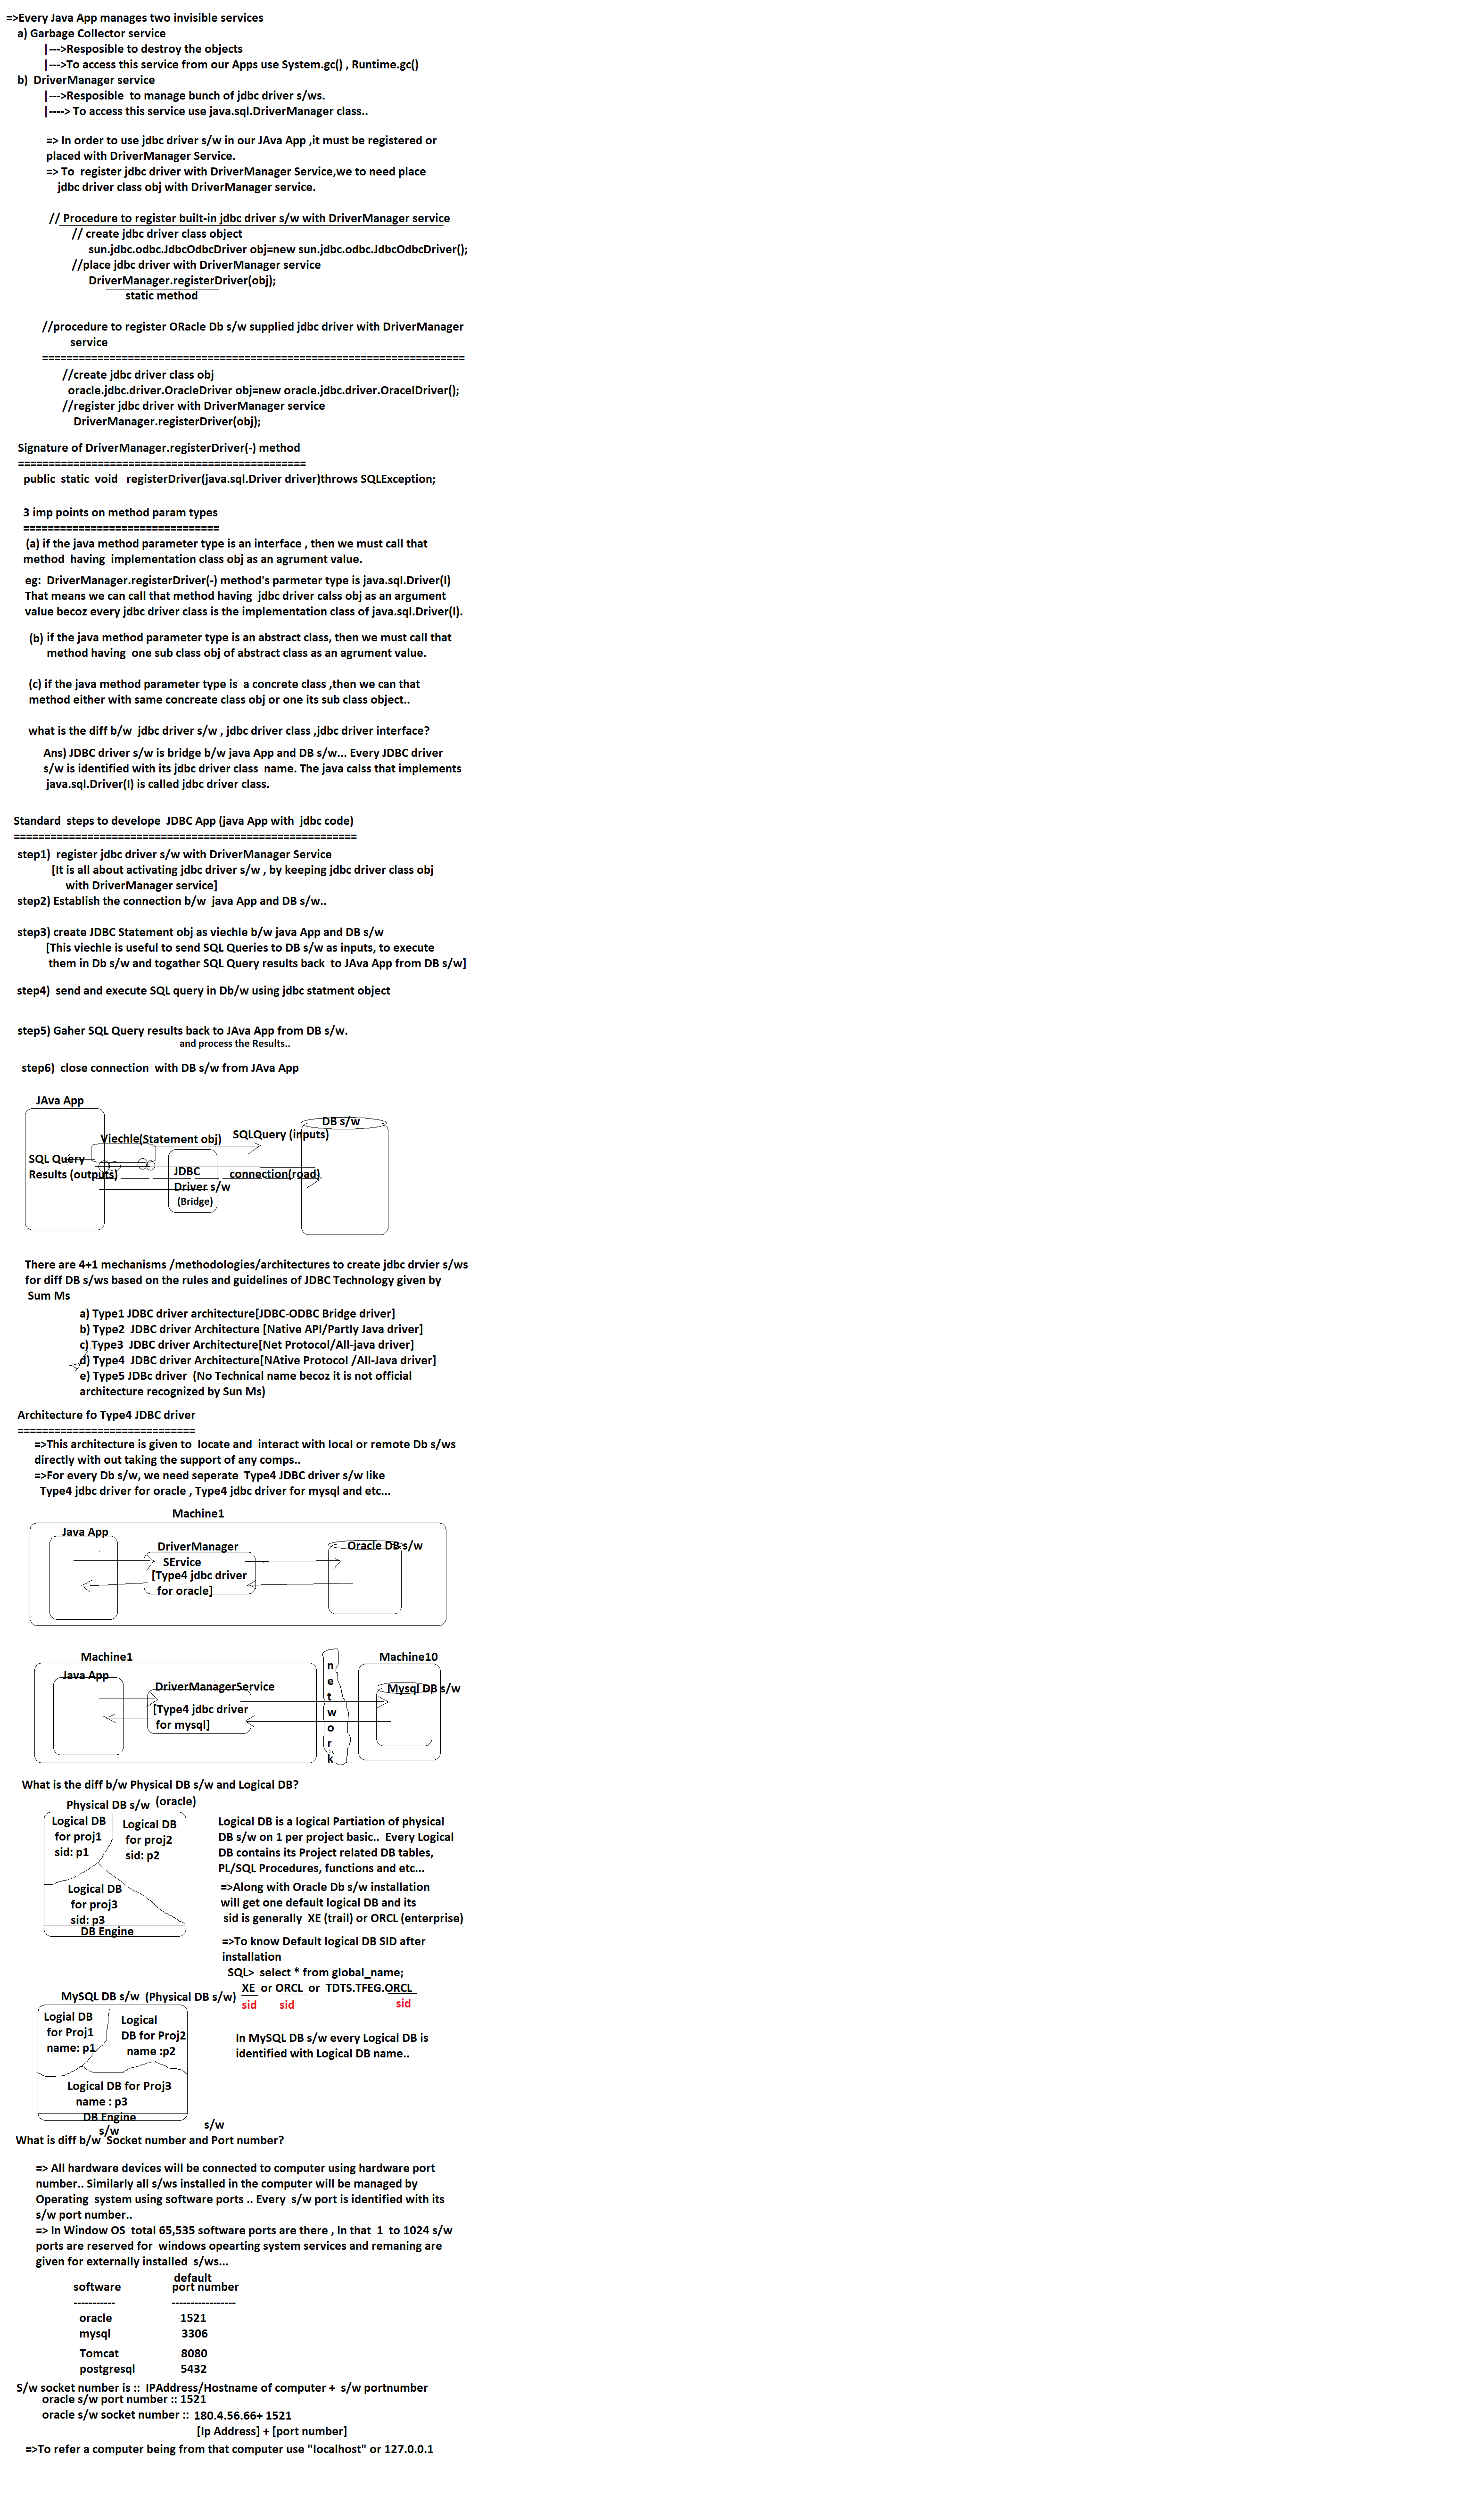 =>Every Java App manages two invisible services
a) Garbage Collector service
|--->Resposible to destroy the objects
|--->To access this service from our Apps use System.gc() , Runtime.gc()
b) DriverManager service
|--->Resposible to manage bunch of jdbc driver s/ws.
|----> To access this service use java.sql.DriverManager class..
=> In order to use jdbc driver s/w in our JAva App ,it must be registered or
placed with DriverManager Service.
=> To register jdbc driver with DriverManager Service,we to need place
jdbc driver class obj with DriverManager service.
// Procedure to register built-in jdbc driver s/w with DriverManager service
// create jdbc driver class object
sun.jdbc.odbc.JdbcOdbcDriver obj=new sun.jdbc.odbc.JdbcOdbcDriver();
//place jdbc driver with DriverManager service
DriverManager.registerDriver(obj);
static method
//procedure to register ORacle Db s/w supplied jdbc driver with DriverManager
service
=====================================================================
//create jdbc driver class obj
oracle.jdbc.driver.OracleDriver obj=new oracle.jdbc.driver.OracelDriver();
//register jdbc driver with DriverManager service
DriverManager.registerDriver(obj);
Signature of DriverManager.registerDriver(-) method
===============================================
public static void registerDriver(java.sql.Driver driver)throws SQLException;
3 imp points on method param types
================================
(a) if the java method parameter type is an interface , then we must call that
method having implementation class obj as an agrument value.
eg: DriverManager.registerDriver(-) method's parmeter type is java.sql.Driver(I)
That means we can call that method having jdbc driver calss obj as an argument
value becoz every jdbc driver class is the implementation class of java.sql.Driver(I).
(b) if the java method parameter type is an abstract class, then we must call that
method having one sub class obj of abstract class as an agrument value.
(c) if the java method parameter type is a concrete class ,then we can that
method either with same concreate class obj or one its sub class object..
what is the diff b/w jdbc driver s/w , jdbc driver class ,jdbc driver interface?
Ans) JDBC driver s/w is bridge b/w java App and DB s/w... Every JDBC driver
s/w is identified with its jdbc driver class name. The java calss that implements
java.sql.Driver(I) is called jdbc driver class.
Standard steps to develope JDBC App (java App with jdbc code)
========================================================
step1) register jdbc driver s/w with DriverManager Service
[It is all about activating jdbc driver s/w , by keeping jdbc driver class obj
with DriverManager service]
step2) Establish the connection b/w java App and DB s/w..
step3) create JDBC Statement obj as viechle b/w java App and DB s/w
[This viechle is useful to send SQL Queries to DB s/w as inputs, to execute
them in Db s/w and togather SQL Query results back to JAva App from DB s/w]
step4) send and execute SQL query in Db/w using jdbc statment object
step5) Gaher SQL Query results back to JAva App from DB s/w.
and process the Results..
step6) close connection with DB s/w from JAva App
JAva App
DB s/w
Viechle(Statement obj)
SQLQuery (inputs)
SQL Query
Results (outputs)
JDBC
Driver s/w
(Bridge)
connection(road)
There are 4+1 mechanisms /methodologies/architectures to create jdbc drvier s/ws
for diff DB s/ws based on the rules and guidelines of JDBC Technology given by
Sum Ms
a) Type1 JDBC driver architecture[JDBC-ODBC Bridge driver]
b) Type2 JDBC driver Architecture [Native API/Partly Java driver]
c) Type3 JDBC driver Architecture[Net Protocol/All-java driver]
d) Type4 JDBC driver Architecture[NAtive Protocol /All-Java driver]
e) Type5 JDBc driver (No Technical name becoz it is not official
architecture recognized by Sun Ms)
Architecture fo Type4 JDBC driver
=============================
=>This architecture is given to locate and interact with local or remote Db s/ws
directly with out taking the support of any comps..
=>For every Db s/w, we need seperate Type4 JDBC driver s/w like
Type4 jdbc driver for oracle , Type4 jdbc driver for mysql and etc...
Machine1
Java App
DriverManager
SErvice
[Type4 jdbc driver
for oracle]
Oracle DB s/w
Machine1
Java App
DriverManagerService
[Type4 jdbc driver
for mysql]
n
e
t
w
o
r
k
Machine10
Mysql DB s/w
What is the diff b/w Physical DB s/w and Logical DB?
Physical DB s/w (oracle)
Logical DB
for proj1
sid: p1
Logical DB
for proj2
sid: p2
Logical DB
for proj3
sid: p3
DB Engine
Logical DB is a logical Partiation of physical
DB s/w on 1 per project basic.. Every Logical
DB contains its Project related DB tables,
PL/SQL Procedures, functions and etc...
=>Along with Oracle Db s/w installation
will get one default logical DB and its
sid is generally XE (trail) or ORCL (enterprise)
=>To know Default logical DB SID after
installation
SQL> select * from global_name;
XE or ORCL or TDTS.TFEG.ORCL
sid sid sid
MySQL DB s/w (Physical DB s/w)
Logial DB
for Proj1
name: p1
Logical
DB for Proj2
name :p2
Logical DB for Proj3
name : p3
DB Engine
In MySQL DB s/w every Logical DB is
identified with Logical DB name..
s/w s/w
What is diff b/w Socket number and Port number?
=> All hardware devices will be connected to computer using hardware port
number.. Similarly all s/ws installed in the computer will be managed by
Operating system using software ports .. Every s/w port is identified with its
s/w port number..
=> In Window OS total 65,535 software ports are there , In that 1 to 1024 s/w
ports are reserved for windows opearting system services and remaning are
given for externally installed s/ws...
default
software port number
----------- -----------------
oracle 1521
mysql 3306
Tomcat 8080
postgresql 5432
S/w socket number is :: IPAddress/Hostname of computer + s/w portnumber
oracle s/w port number :: 1521
oracle s/w socket number :: 180.4.56.66+ 1521
[Ip Address] + [port number]
=>To refer a computer being from that computer use "localhost" or 127.0.0.1